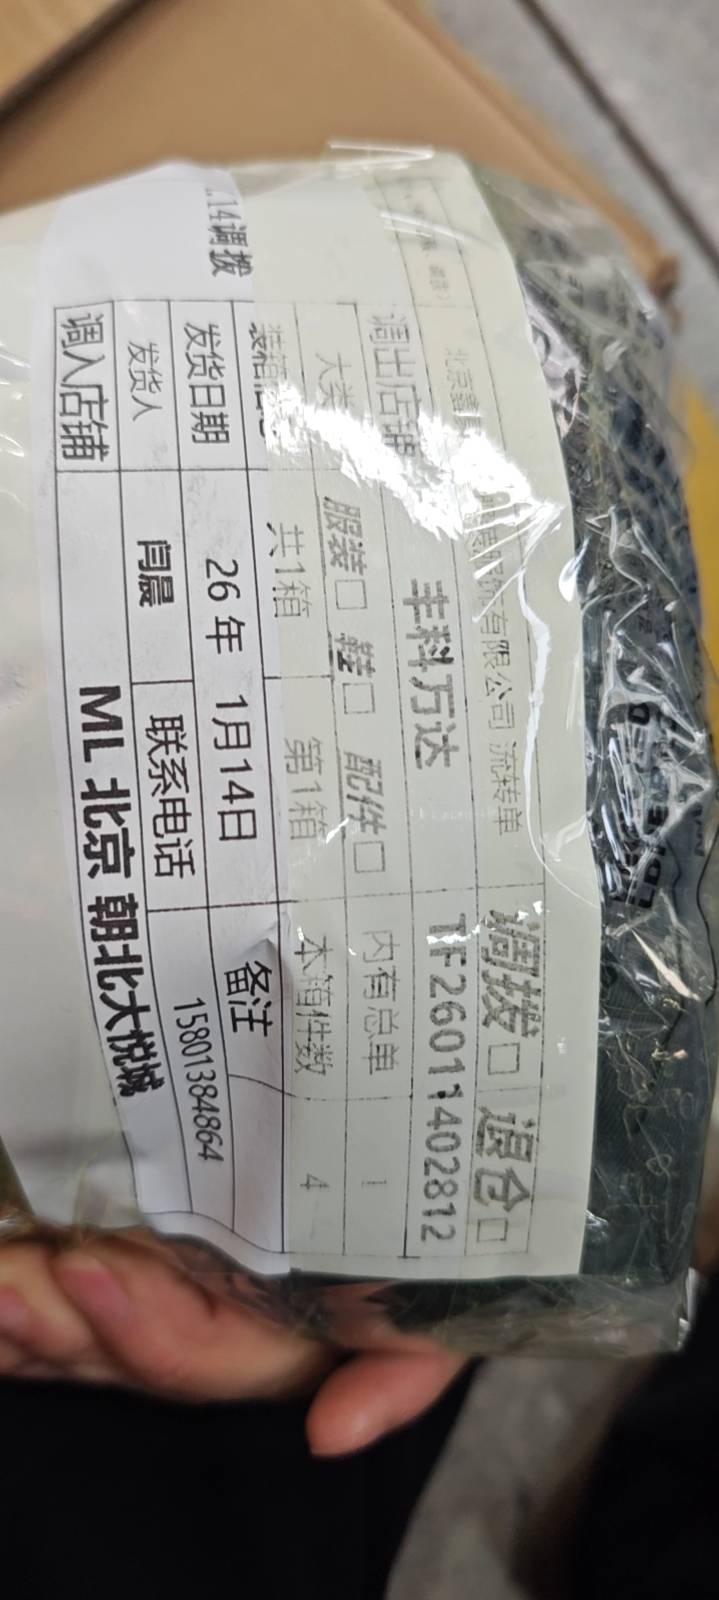 流转单 调拨□ 退仓□
调出店铺 丰科万达 TF26011402812
大类 服装□ 鞋□ 配件□ 内有总单 1
共1箱 第1箱 本箱件数 4
发货日期 26年 1月14日 备注
发货人 闫晨 联系电话 15801384864
调入店铺 ML 北京 朝北大悦城
.14调拨